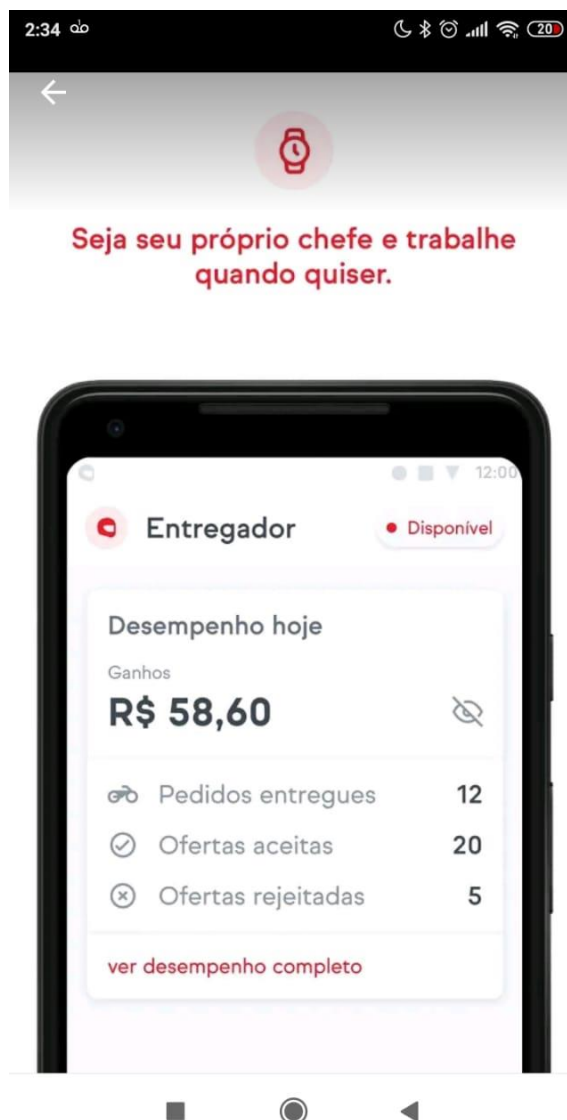 2:34
20
Seja seu próprio chefe e trabalhe
quando quiser.
12:00
Entregador
Disponível
Desempenho hoje
Ganhos
R$ 58,60
Pedidos entregues 12
Ofertas aceitas 20
Ofertas rejeitadas 5
ver desempenho completo